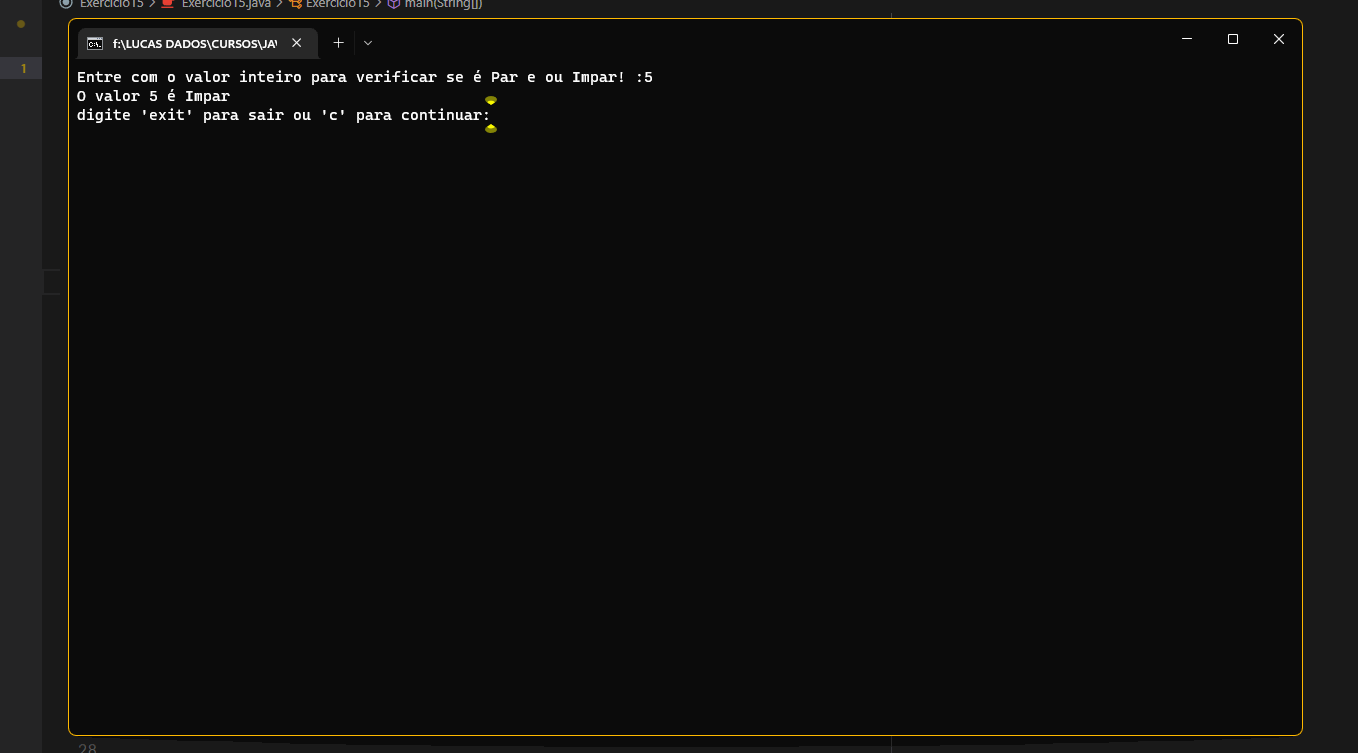 Exercicio15 > Exercicio15.java > Exercicio15 > main(String[])
f:\LUCAS DADOS\CURSOS\JA
1
Entre com o valor inteiro para verificar se é Par e ou Impar! :5
O valor 5 é Impar
digite 'exit' para sair ou 'c' para continuar:
28